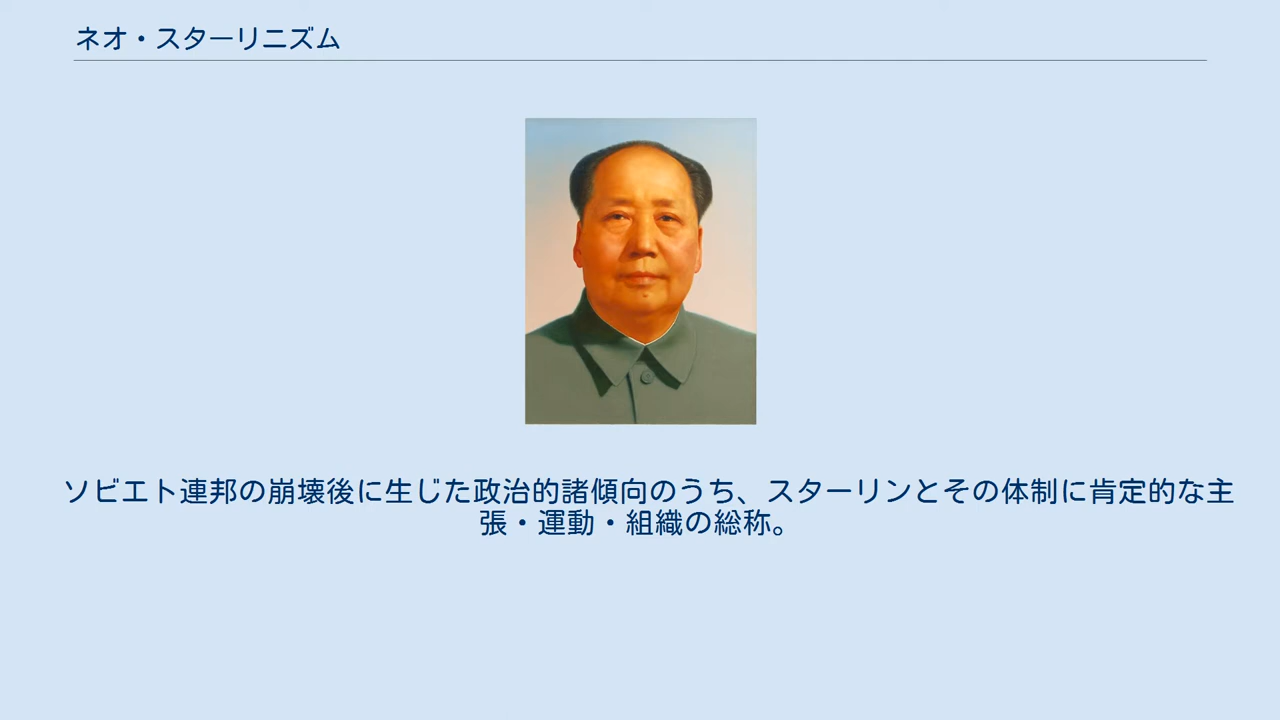 ネオ・スターリニズム
ソビエト連邦の崩壊後に生じた政治的諸傾向のうち、スターリンとその体制に肯定的な主
張・運動・組織の総称。